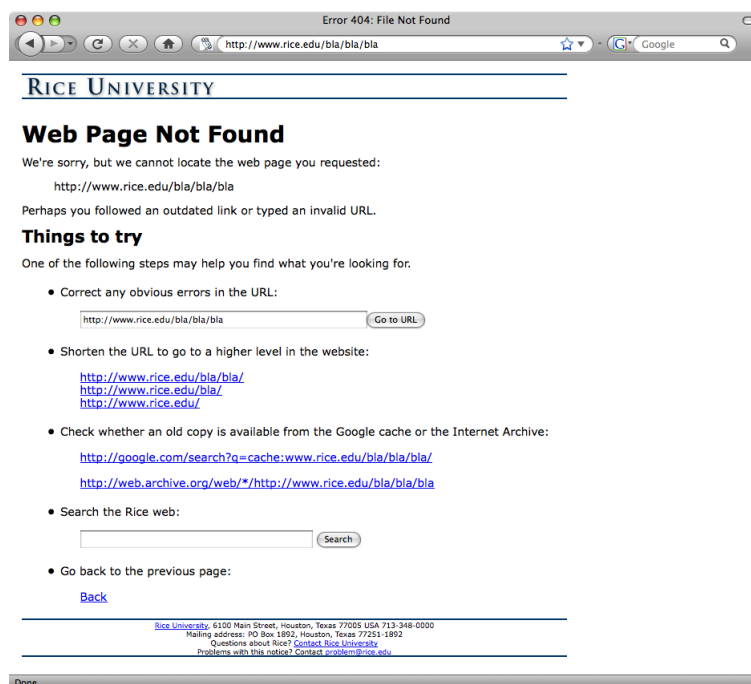 Error 404: File Not Found
http://www.rice.edu/bla/bla/bla
Google
RICE UNIVERSITY
Web Page Not Found
We're sorry, but we cannot locate the web page you requested:
http://www.rice.edu/bla/bla/bla
Perhaps you followed an outdated link or typed an invalid URL.
Things to try
One of the following steps may help you find what you're looking for.
• Correct any obvious errors in the URL:
http://www.rice.edu/bla/bla/bla Go to URL
• Shorten the URL to go to a higher level in the website:
http://www.rice.edu/bla/bla/
http://www.rice.edu/bla/
http://www.rice.edu/
• Check whether an old copy is available from the Google cache or the Internet Archive:
http://google.com/search?q=cache:www.rice.edu/bla/bla/bla/
http://web.archive.org/web/*/http://www.rice.edu/bla/bla/bla
• Search the Rice web:
Search
• Go back to the previous page:
Back
Rice University, 6100 Main Street, Houston, Texas 77005 USA 713-348-0000
Mailing address: PO Box 1892, Houston, Texas 77251-1892
Questions about Rice? Contact Rice University
Problems with this notice? Contact problem@rice.edu
Done